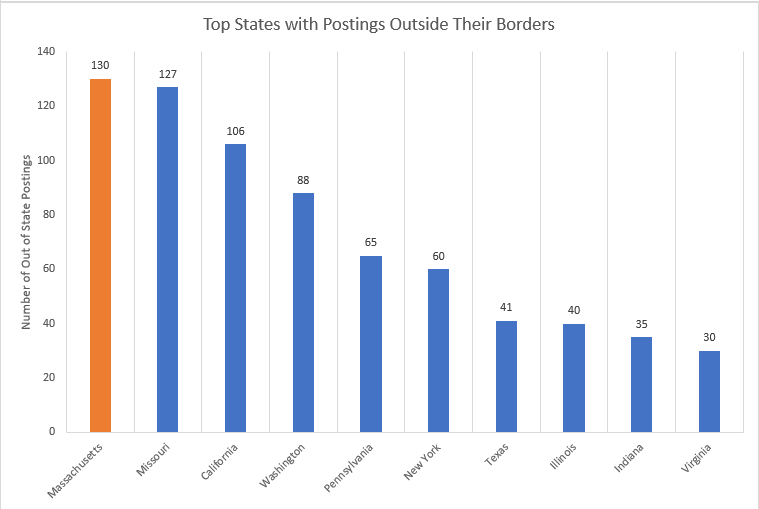 Top States with Postings Outside Their Borders
Number of Out of State Postings
140
120
100
80
60
40
20
0
130
127
106
88
65
60
41
40
35
30
Massachusetts
Missouri
California
Washington
Pennsylvania
New York
Texas
Illinois
Indiana
Virginia